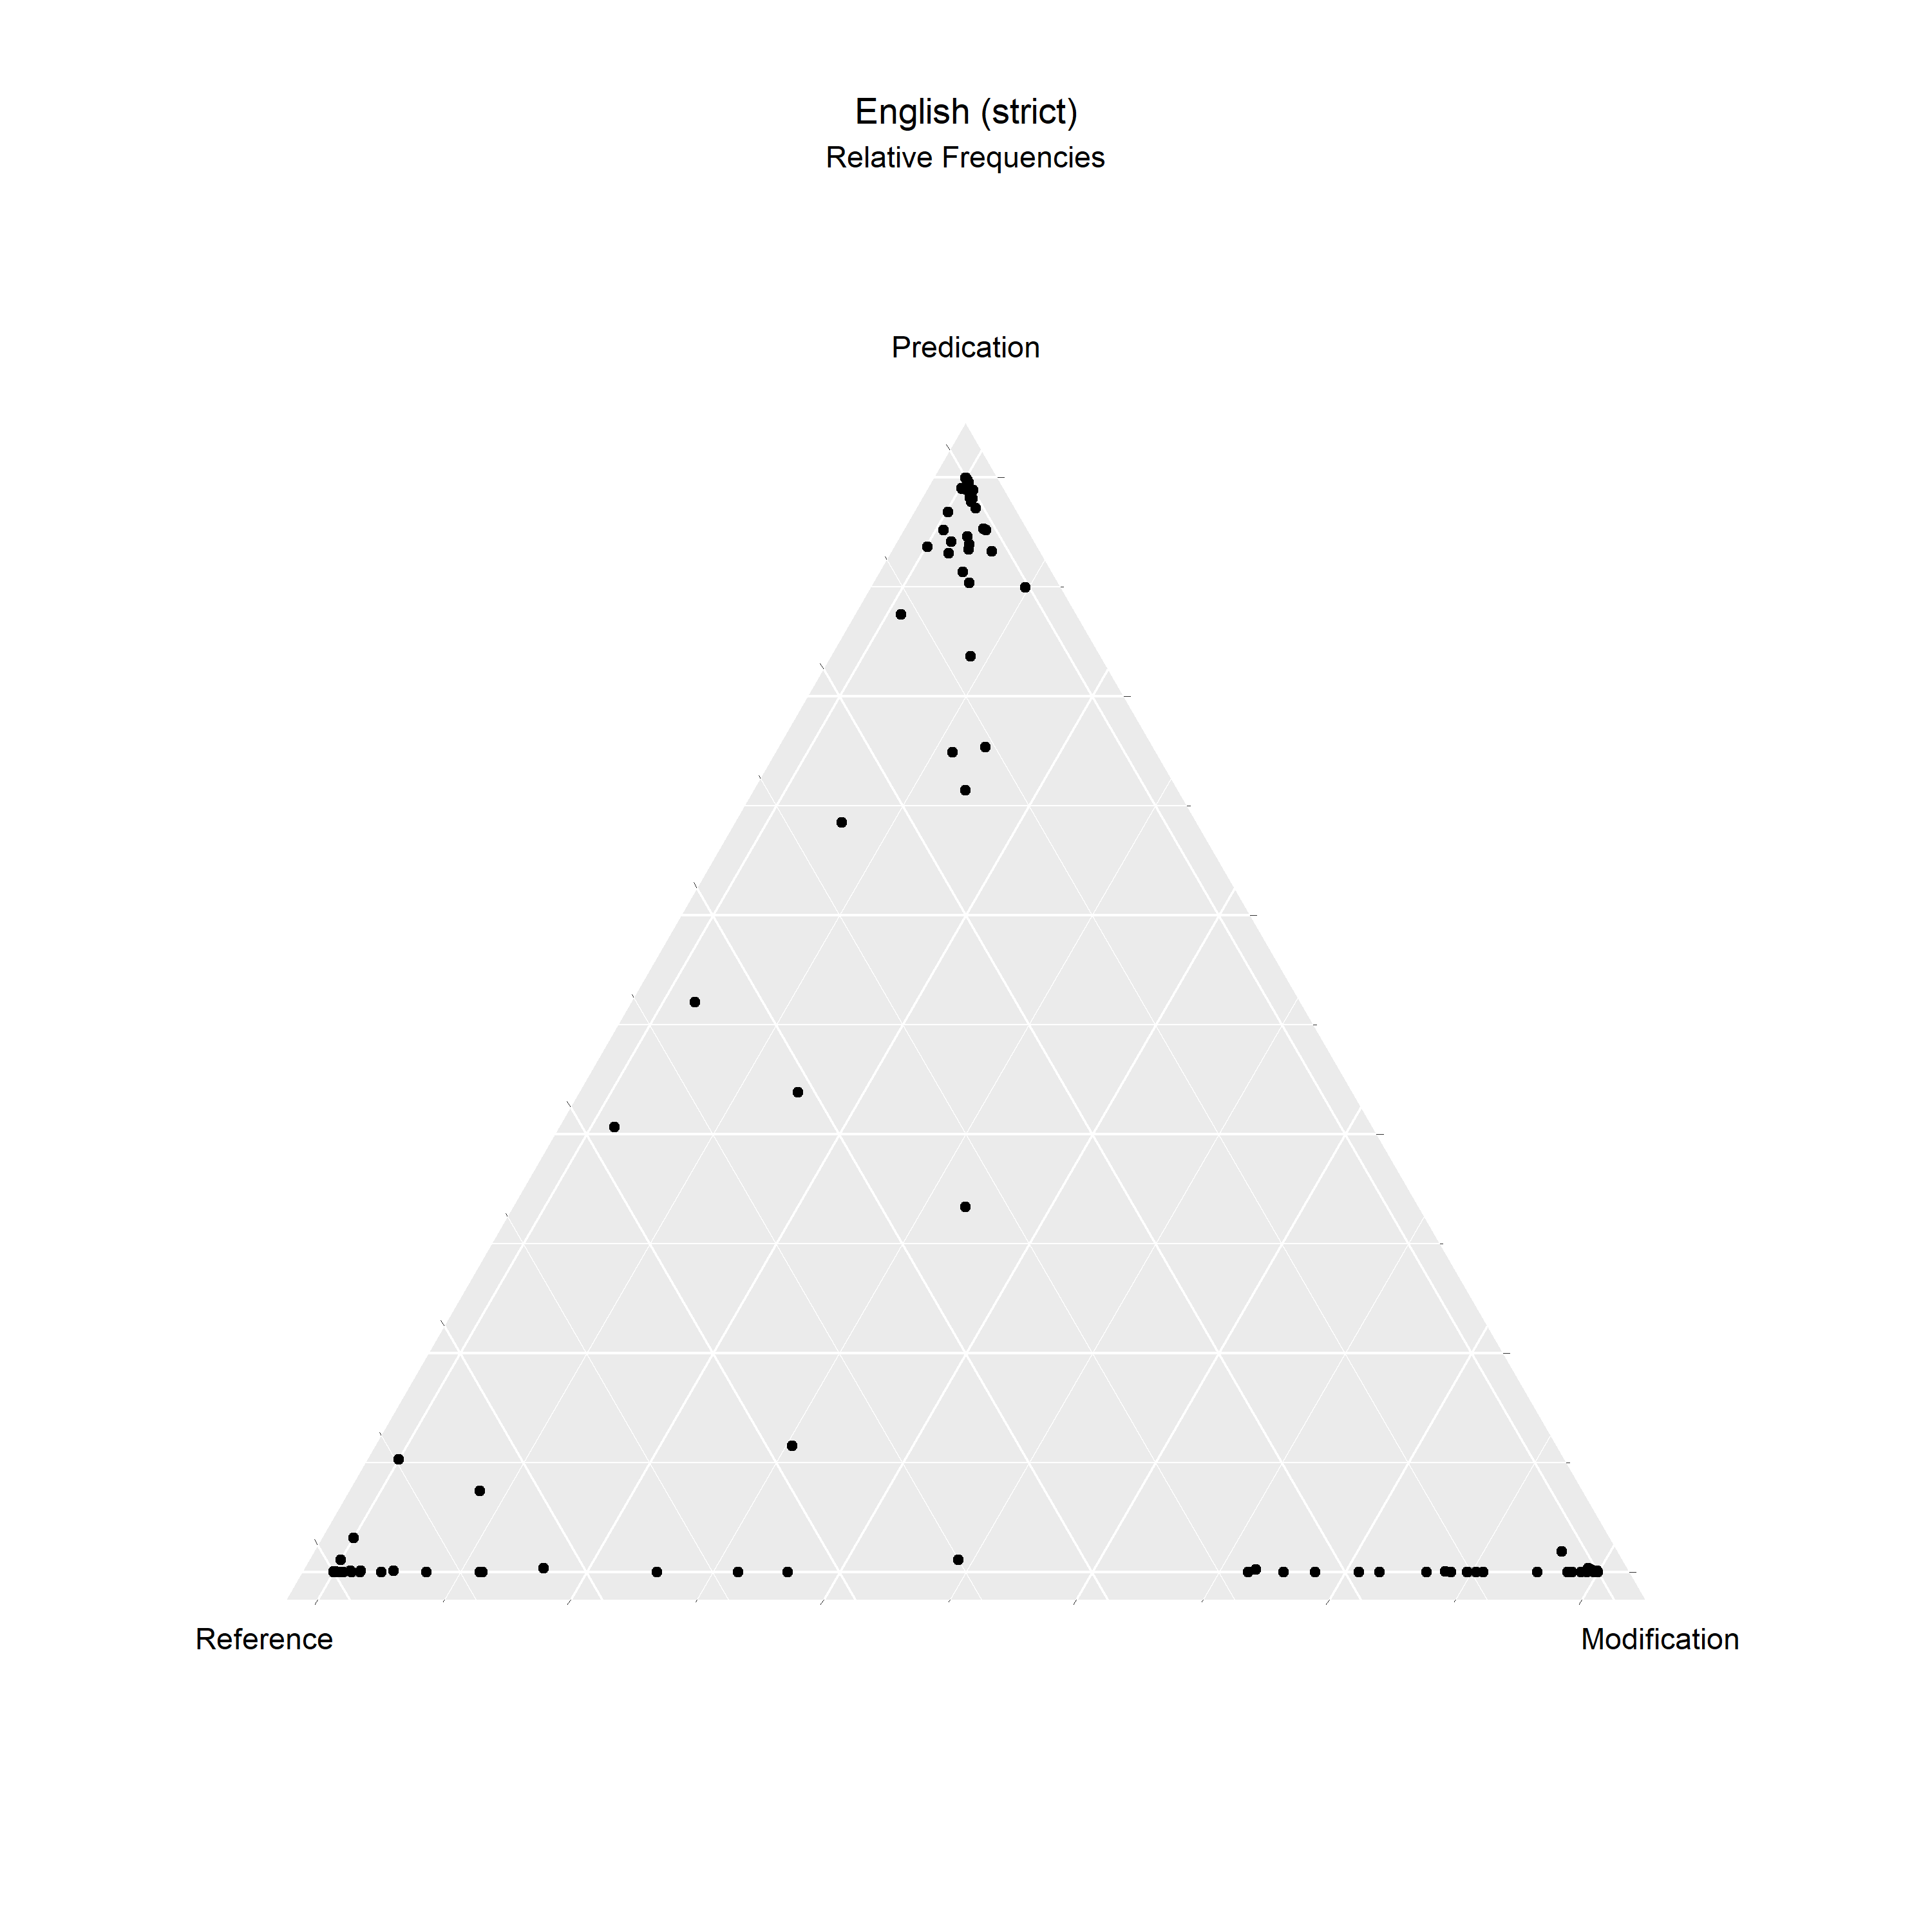 English (strict)
Relative Frequencies
Predication
Reference
Modification